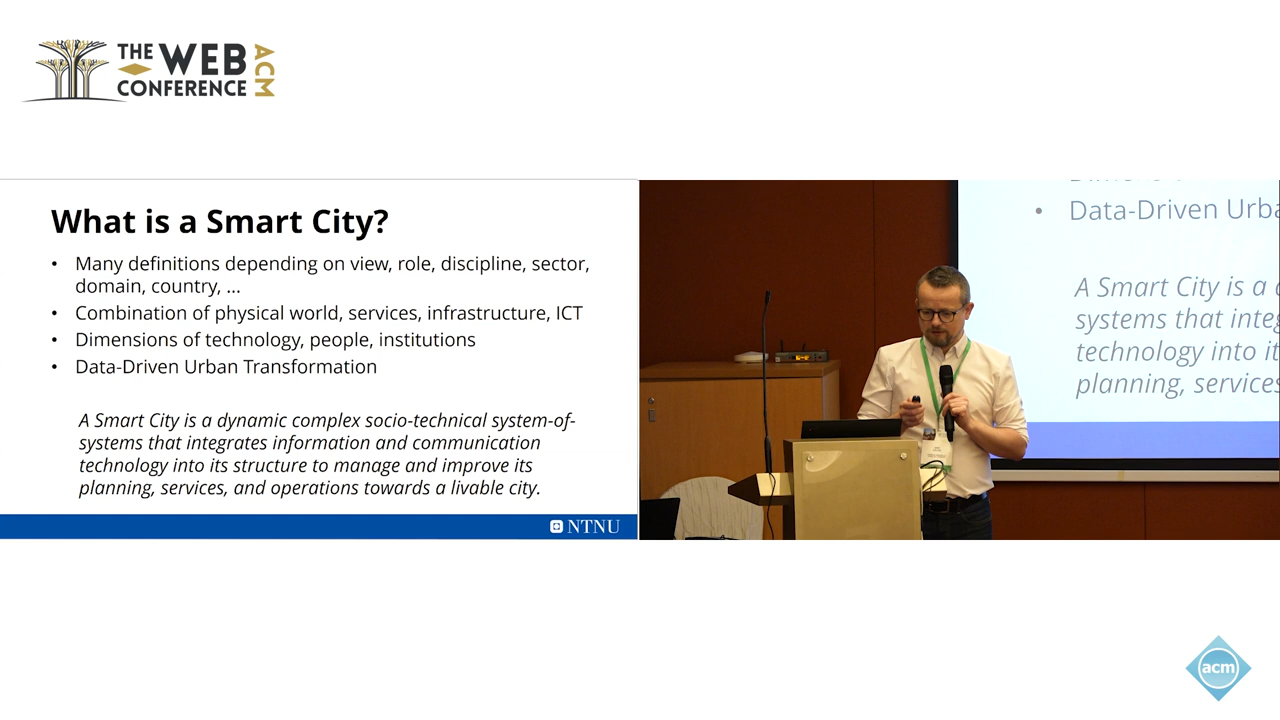 THE WEB
CONFERENCE
ACM
What is a Smart City?
• Many definitions depending on view, role, discipline, sector,
domain, country, ...
• Combination of physical world, services, infrastructure, ICT
• Dimensions of technology, people, institutions
• Data-Driven Urban Transformation
A Smart City is a dynamic complex socio-technical system-of-
systems that integrates information and communication
technology into its structure to manage and improve its
planning, services, and operations towards a livable city.
NTNU
• Data-Driven Urba
A Smart City is a
systems that integ
technology into it
planning, services
acm